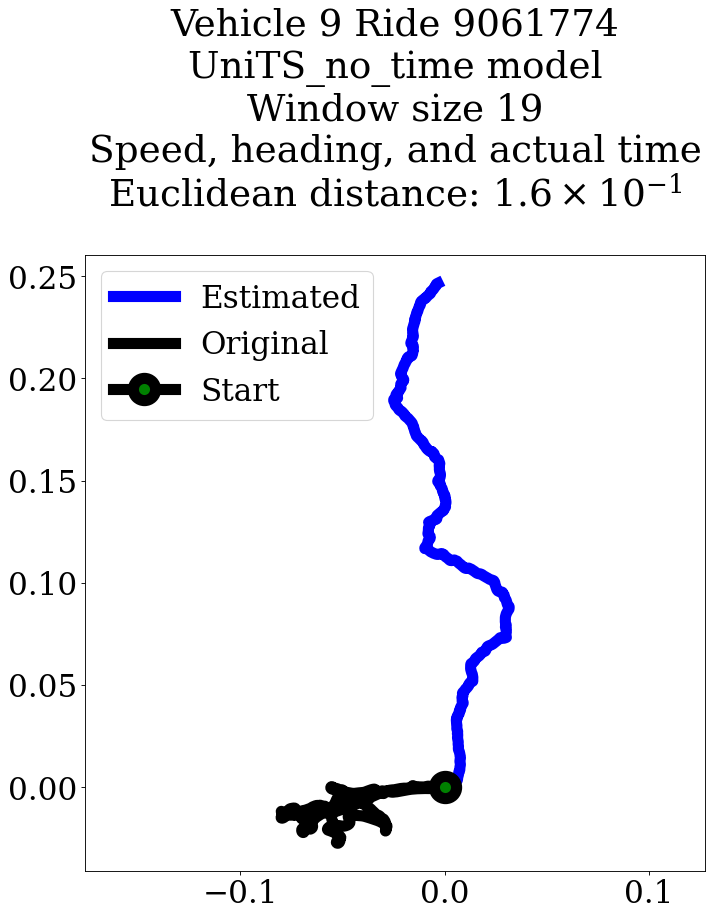 Vehicle 9 Ride 9061774
UniTS_no_time model
Window size 19
Speed, heading, and actual time
Euclidean distance: 1.6 × 10⁻¹
Estimated
Original
Start
0.25
0.20
0.15
0.10
0.05
0.00
−0.1
0.0
0.1